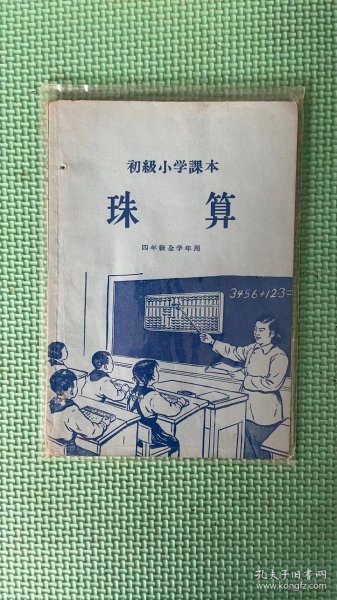 初級小学課本
珠 算
四年級全学年用
3456+123=
孔夫子旧书网
www.kongfz.com